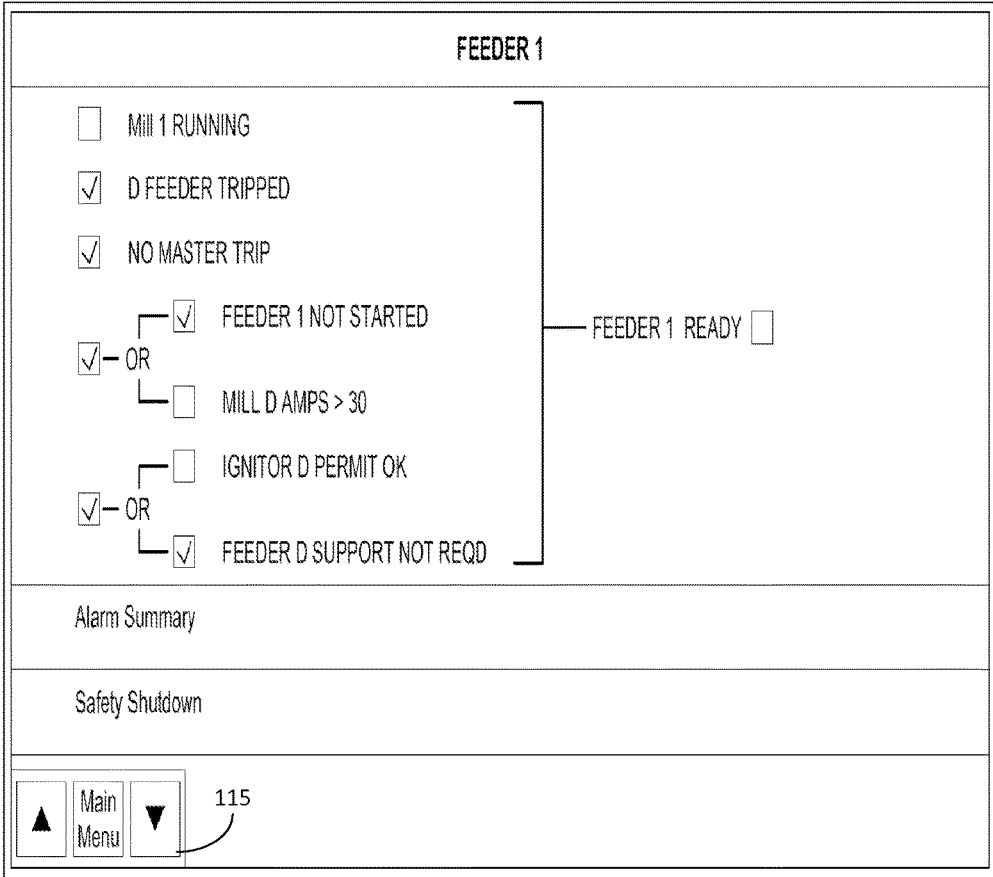 FEEDER 1
Mill 1 RUNNING
D FEEDER TRIPPED
NO MASTER TRIP
FEEDER 1 NOT STARTED
OR
MILL D AMPS > 30
FEEDER 1 READY
IGNITOR D PERMIT OK
OR
FEEDER D SUPPORT NOT REQD
Alarm Summary
Safety Shutdown
Main
Menu
115